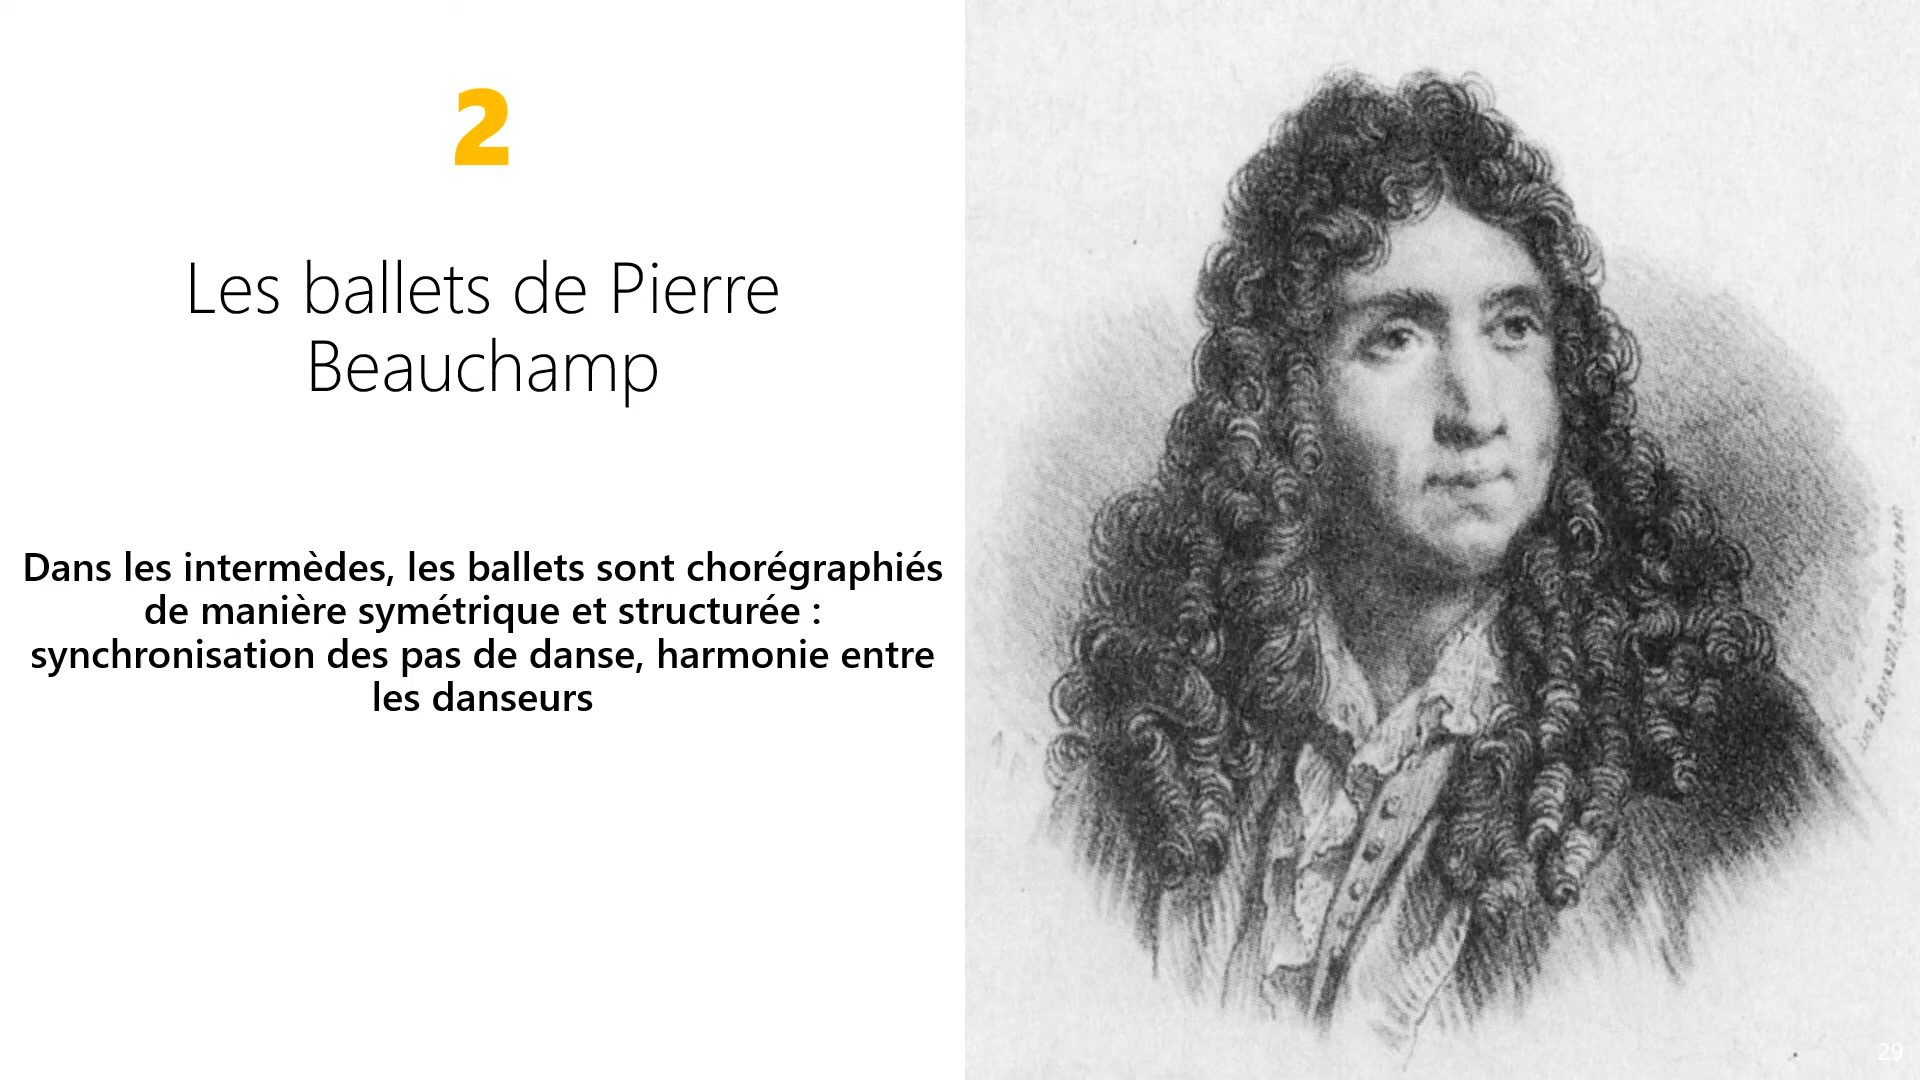 2
Les ballets de Pierre
Beauchamp
Dans les intermèdes, les ballets sont chorégraphiés
de manière symétrique et structurée :
synchronisation des pas de danse, harmonie entre
les danseurs
29